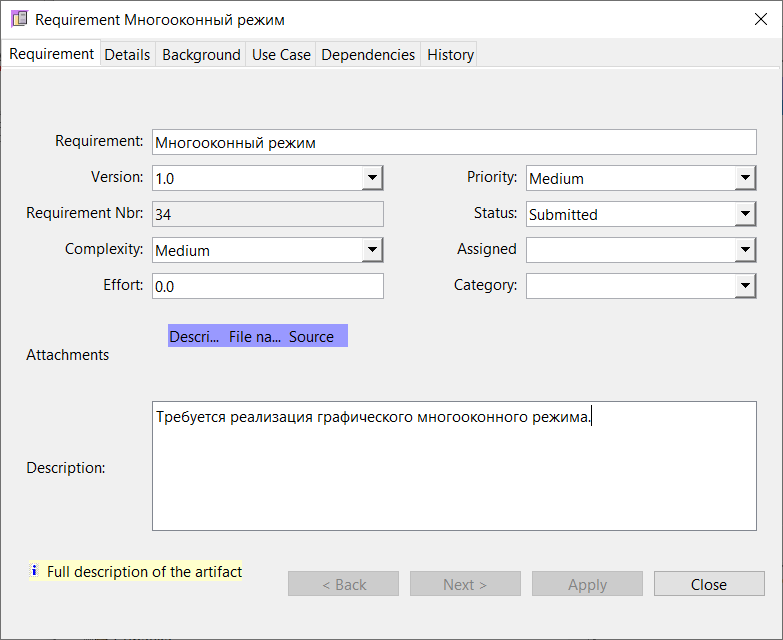 Requirement Многооконный режим
Requirement Details Background Use Case Dependencies History
Requirement: Многооконный режим
Version: 1.0 Priority: Medium
Requirement Nbr: 34 Status: Submitted
Complexity: Medium Assigned
Effort: 0.0 Category:
Descri... File na... Source
Attachments
Требуется реализация графического многооконного режима.
Description:
Full description of the artifact
< Back Next > Apply Close